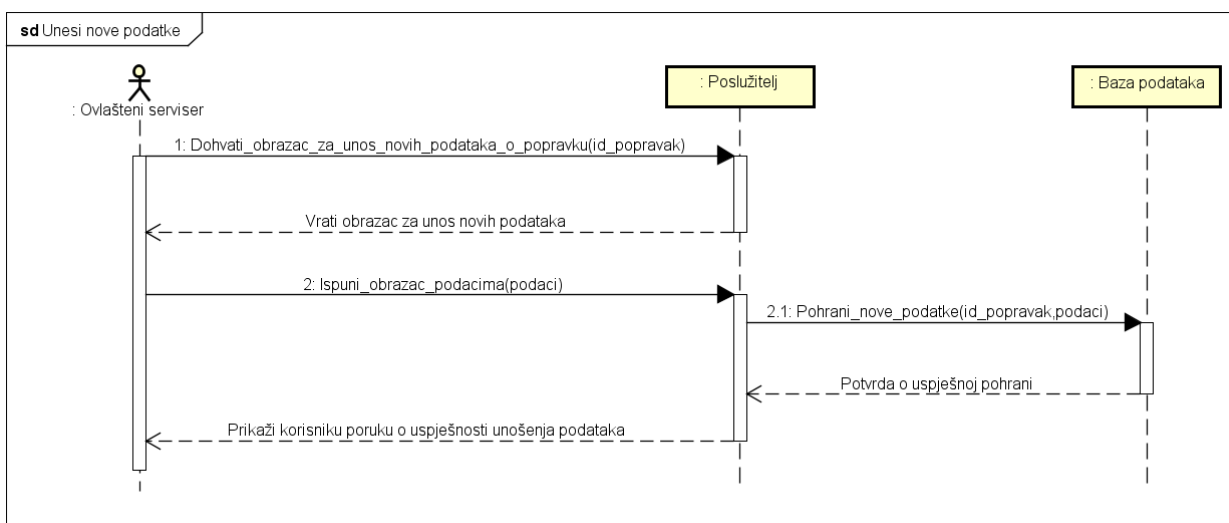 sd Unesi nove podatke
: Ovlašteni serviser
: Poslužitelj
: Baza podataka
1: Dohvati_obrazac_za_unos_novih_podataka_o_popravku(id_popravak)
Vrati obrazac za unos novih podataka
2: Ispuni_obrazac_podacima(podaci)
2.1: Pohrani_nove_podatke(id_popravak,podaci)
Potvrda o uspješnoj pohrani
Prikaži korisniku poruku o uspješnosti unošenja podataka